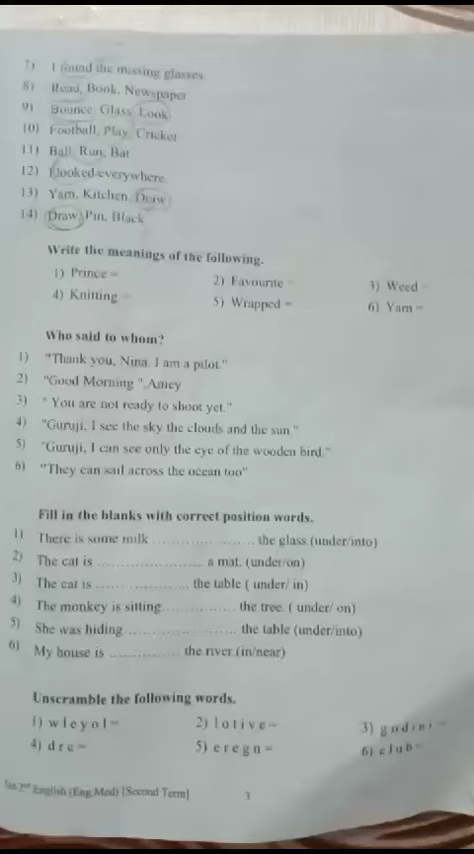 7) I found the missing glasses
8) Read, Book, Newspaper
9) Bounce Glass Look
10) Football, Play, Cricket
11) Ball, Run, Bat
12) I looked everywhere
13) Yarn, Kitchen, Draw
14) Draw, Pin, Black
Write the meanings of the following.
1) Prince = 2) Favourite = 3) Weed =
4) Knitting = 5) Wrapped = 6) Yarn =
Who said to whom?
1) "Thank you, Nina. I am a pilot."
2) "Good Morning ", Amey
3) " You are not ready to shoot yet."
4) "Guruji, I see the sky the clouds and the sun."
5) "Guruji, I can see only the eye of the wooden bird."
6) "They can sail across the ocean too"
Fill in the blanks with correct position words.
1) There is some milk ..................... the glass.(under/into)
2) The cat is ..................... a mat. (under/on)
3) The cat is ................... the table ( under/ in)
4) The monkey is sitting............... the tree. ( under/ on)
5) She was hiding ...................... the table (under/into)
6) My house is .............. the river (in/near)
Unscramble the following words.
1) w l e y o l = 2) l o t i v e = 3) g n d i n i =
4) d r e = 5) e r e g n = 6) e l u b =
2nd English (Eng.Med) [Second Term] 3